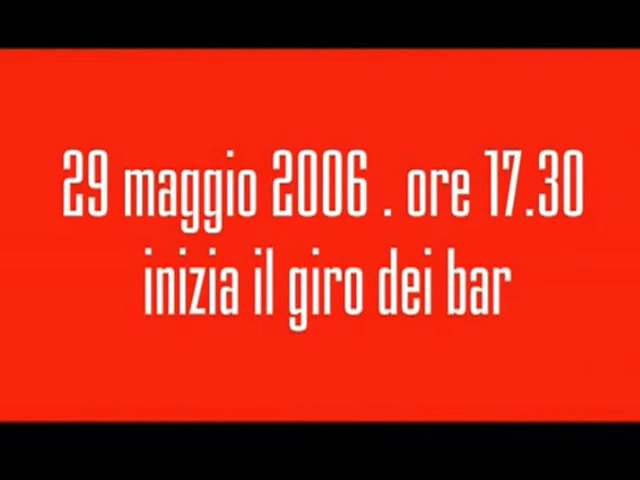 29 maggio 2006 . ore 17.30
inizia il giro dei bar